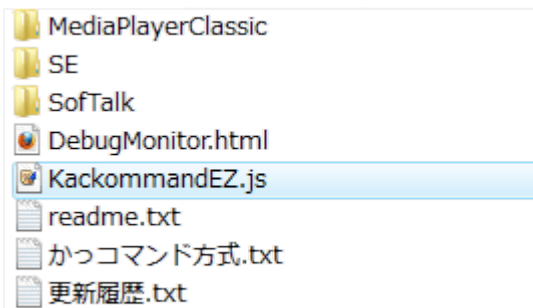 MediaPlayerClassic
SE
SofTalk
DebugMonitor.html
KackommandEZ.js
readme.txt
かっコマンド方式.txt
更新履歴.txt